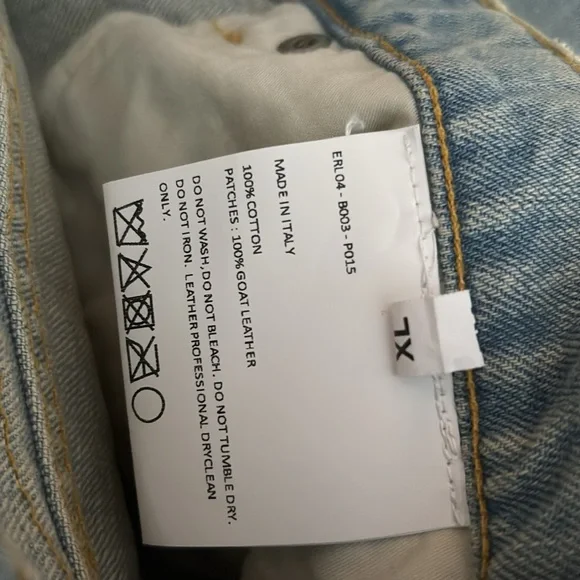 ERL04 - B003 - P015
XL
MADE IN ITALY
100% COTTON
PATCHES : 100% GOAT LEATHER
DO NOT WASH, DO NOT BLEACH. DO NOT TUMBLE DRY.
DO NOT IRON. LEATHER PROFESSIONAL DRYCLEAN
ONLY.